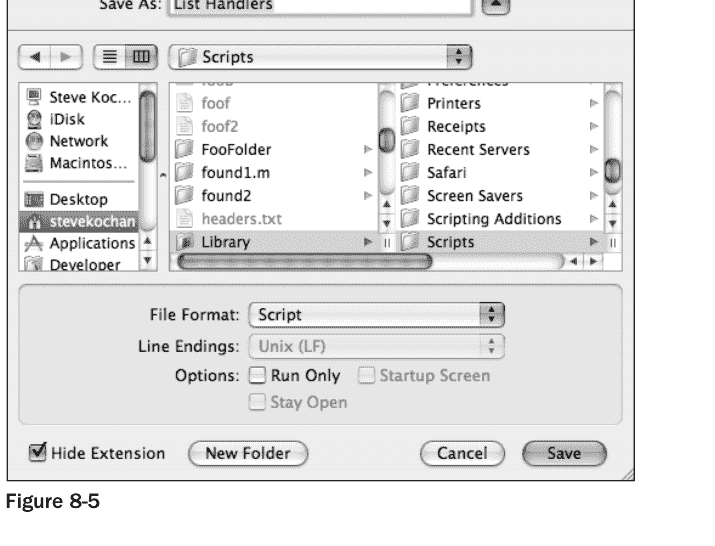 Save As: List Handlers
Scripts
Steve Koc...
iDisk
Network
Macintos...
Desktop
stevekochan
Applications
Developer
foof
foof2
FooFolder
found1.m
found2
headers.txt
Library
Preferences
Printers
Receipts
Recent Servers
Safari
Screen Savers
Scripting Additions
Scripts
File Format: Script
Line Endings: Unix (LF)
Options: Run Only Startup Screen
Stay Open
Hide Extension New Folder Cancel Save
Figure 8-5